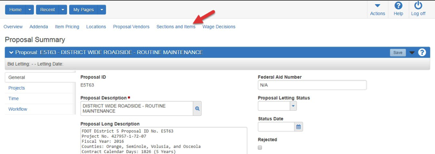 Home Recent My Pages Actions Help Log off
Overview Addenda Item Pricing Locations Proposal Vendors Sections and Items Wage Decisions
Proposal Summary
Proposal E5T63 - DISTRICT WIDE ROADSIDE - ROUTINE MAINTENANCE Save
Bid Letting: - Letting Date:
General
Projects
Time
Workflow
Proposal ID
E5T63
Proposal Description
DISTRICT WIDE ROADSIDE - ROUTINE
MAINTENANCE
Proposal Long Description
FDOT District 5 Proposal ID No. E5T63
Project No. 427957-1-72-07
Fiscal Year: 2018
Counties: Orange, Seminole, Volusia, and Osceola
Contract Calendar Days: 1826 (5 Years)
Federal Aid Number
N/A
Proposal Letting Status
Status Date
Rejected